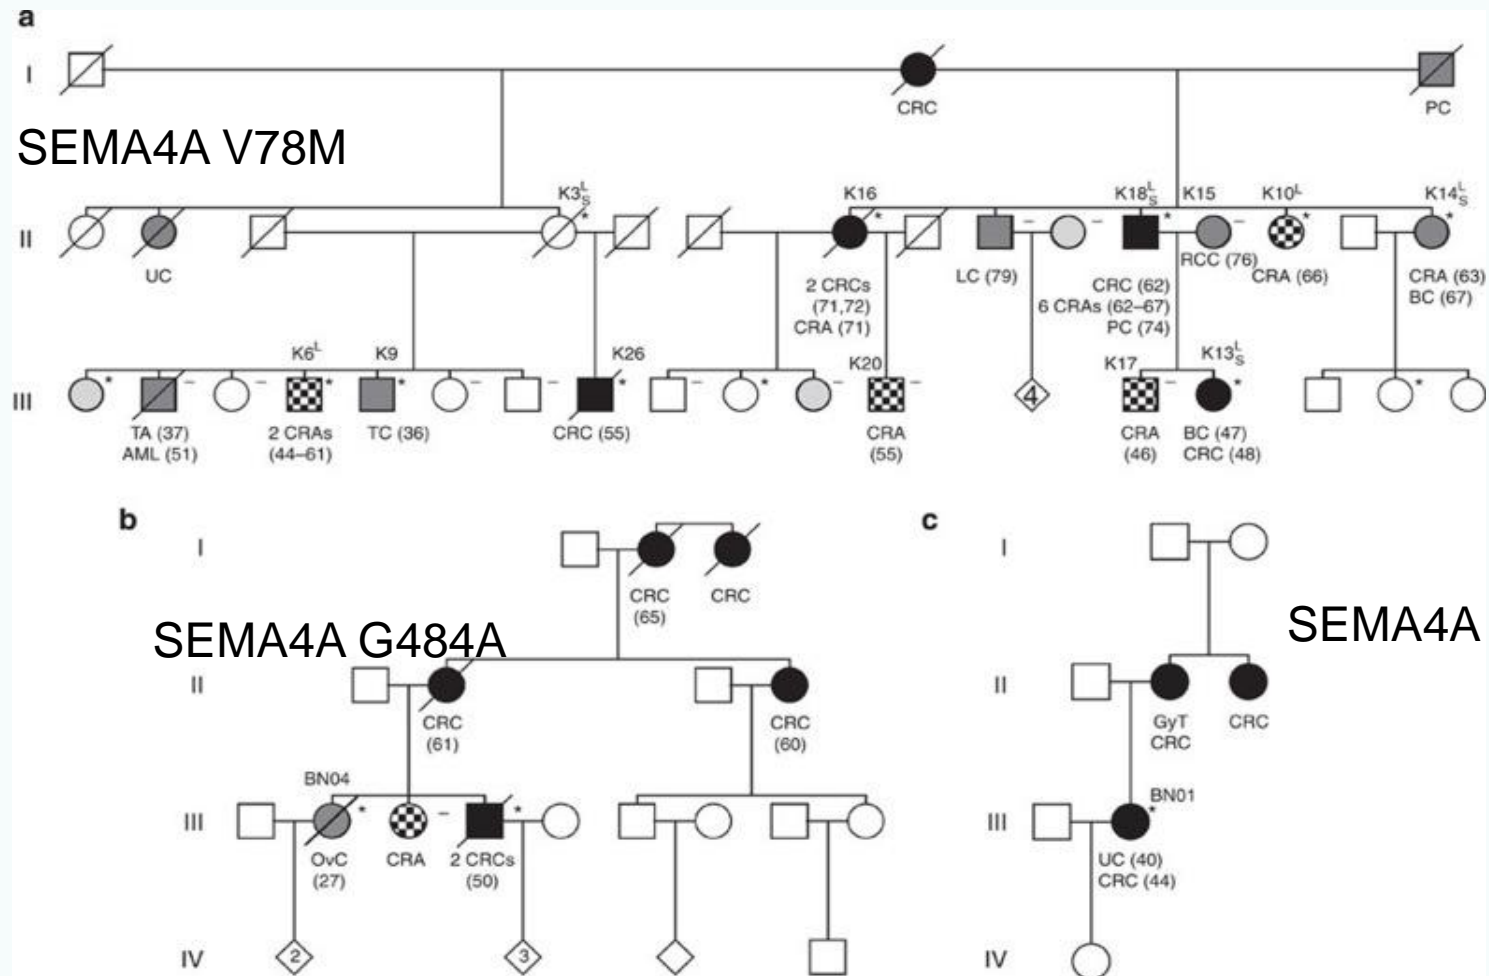 a
I
CRC
PC
SEMA4A V78M
K3 L S *
K16
K18 L S
K15
K10 L
K14 L S
II
* – – * – * *
UC
2 CRCs
(71,72)
CRA (71)
LC (79)
CRC (62)
6 CRAs (62–67)
PC (74)
RCC (76)
CRA (66)
CRA (63)
BC (67)
K6 L
K9
K26
K20
K17
K13 L S
III
* – – * * – – * – * – – 4 – * *
TA (37)
AML (51)
2 CRAs
(44–61)
TC (36)
CRC (55)
CRA
(55)
CRA
(46)
BC (47)
CRC (48)
b
I
CRC
(65)
CRC
SEMA4A G484A
II
CRC
(61)
CRC
(60)
BN04
III
* – *
OvC
(27)
CRA
2 CRCs
(50)
IV
2
3
c
I
SEMA4A
II
GyT
CRC
CRC
BN01
III
*
UC (40)
CRC (44)
IV